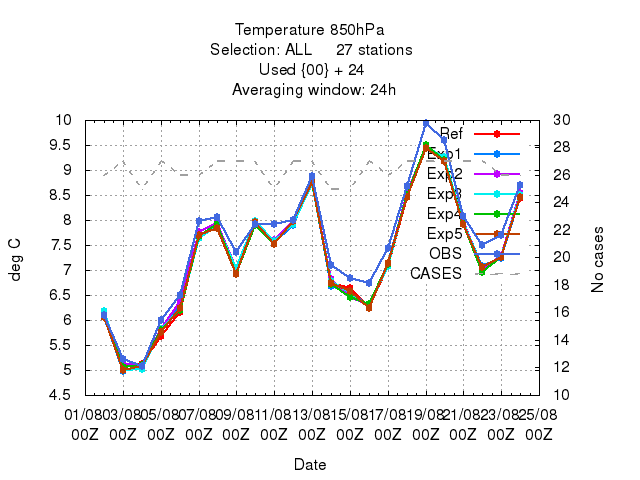 Temperature 850hPa
Selection: ALL 27 stations
Used {00} + 24
Averaging window: 24h
10 30
9.5 28
9 26
8.5 24
8 22
7.5 20
7 18
6.5 16
6 14
5.5 12
5 10
4.5
deg C
No cases
Ref
Exp1
Exp2
Exp3
Exp4
Exp5
OBS
CASES
01/08 03/08 05/08 07/08 09/08 11/08 13/08 15/08 17/08 19/08 21/08 23/08 25/08
00Z 00Z 00Z 00Z 00Z 00Z 00Z 00Z 00Z 00Z 00Z 00Z 00Z
Date